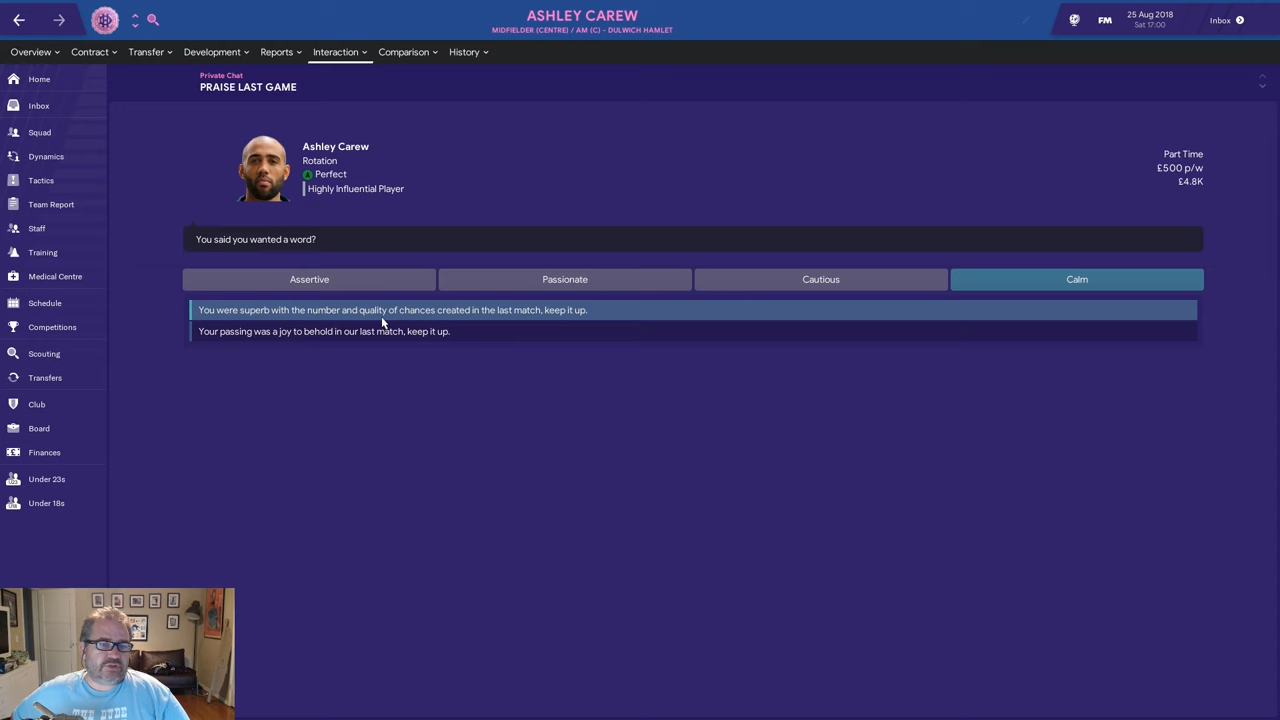 ASHLEY CAREW
MIDFIELDER (CENTRE) / AM (C) - DULWICH HAMLET
FM
25 Aug 2018
Sat 17:00
Inbox
Overview
Contract
Transfer
Development
Reports
Interaction
Comparison
History
Private Chat
PRAISE LAST GAME
Home
Inbox
Squad
Dynamics
Tactics
Team Report
Staff
Training
Medical Centre
Schedule
Competitions
Scouting
Transfers
Club
Board
Finances
Under 23s
Under 18s
Ashley Carew
Rotation
Perfect
Highly Influential Player
Part Time
£500 p/w
£4.8K
You said you wanted a word?
Assertive
Passionate
Cautious
Calm
You were superb with the number and quality of chances created in the last match, keep it up.
Your passing was a joy to behold in our last match, keep it up.
THE DUDE